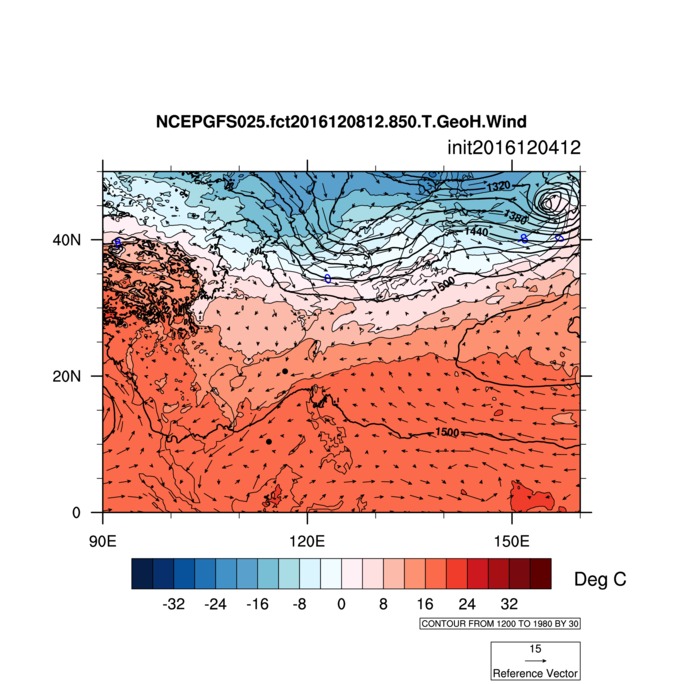 NCEPGFS025.fct2016120812.850.T.GeoH.Wind
init2016120412
1320
1380
1440
40N
0
1500
20N
1500
0
90E
120E
150E
-32 -24 -16 -8 0 8 16 24 32
Deg C
CONTOUR FROM 1200 TO 1980 BY 30
15
Reference Vector